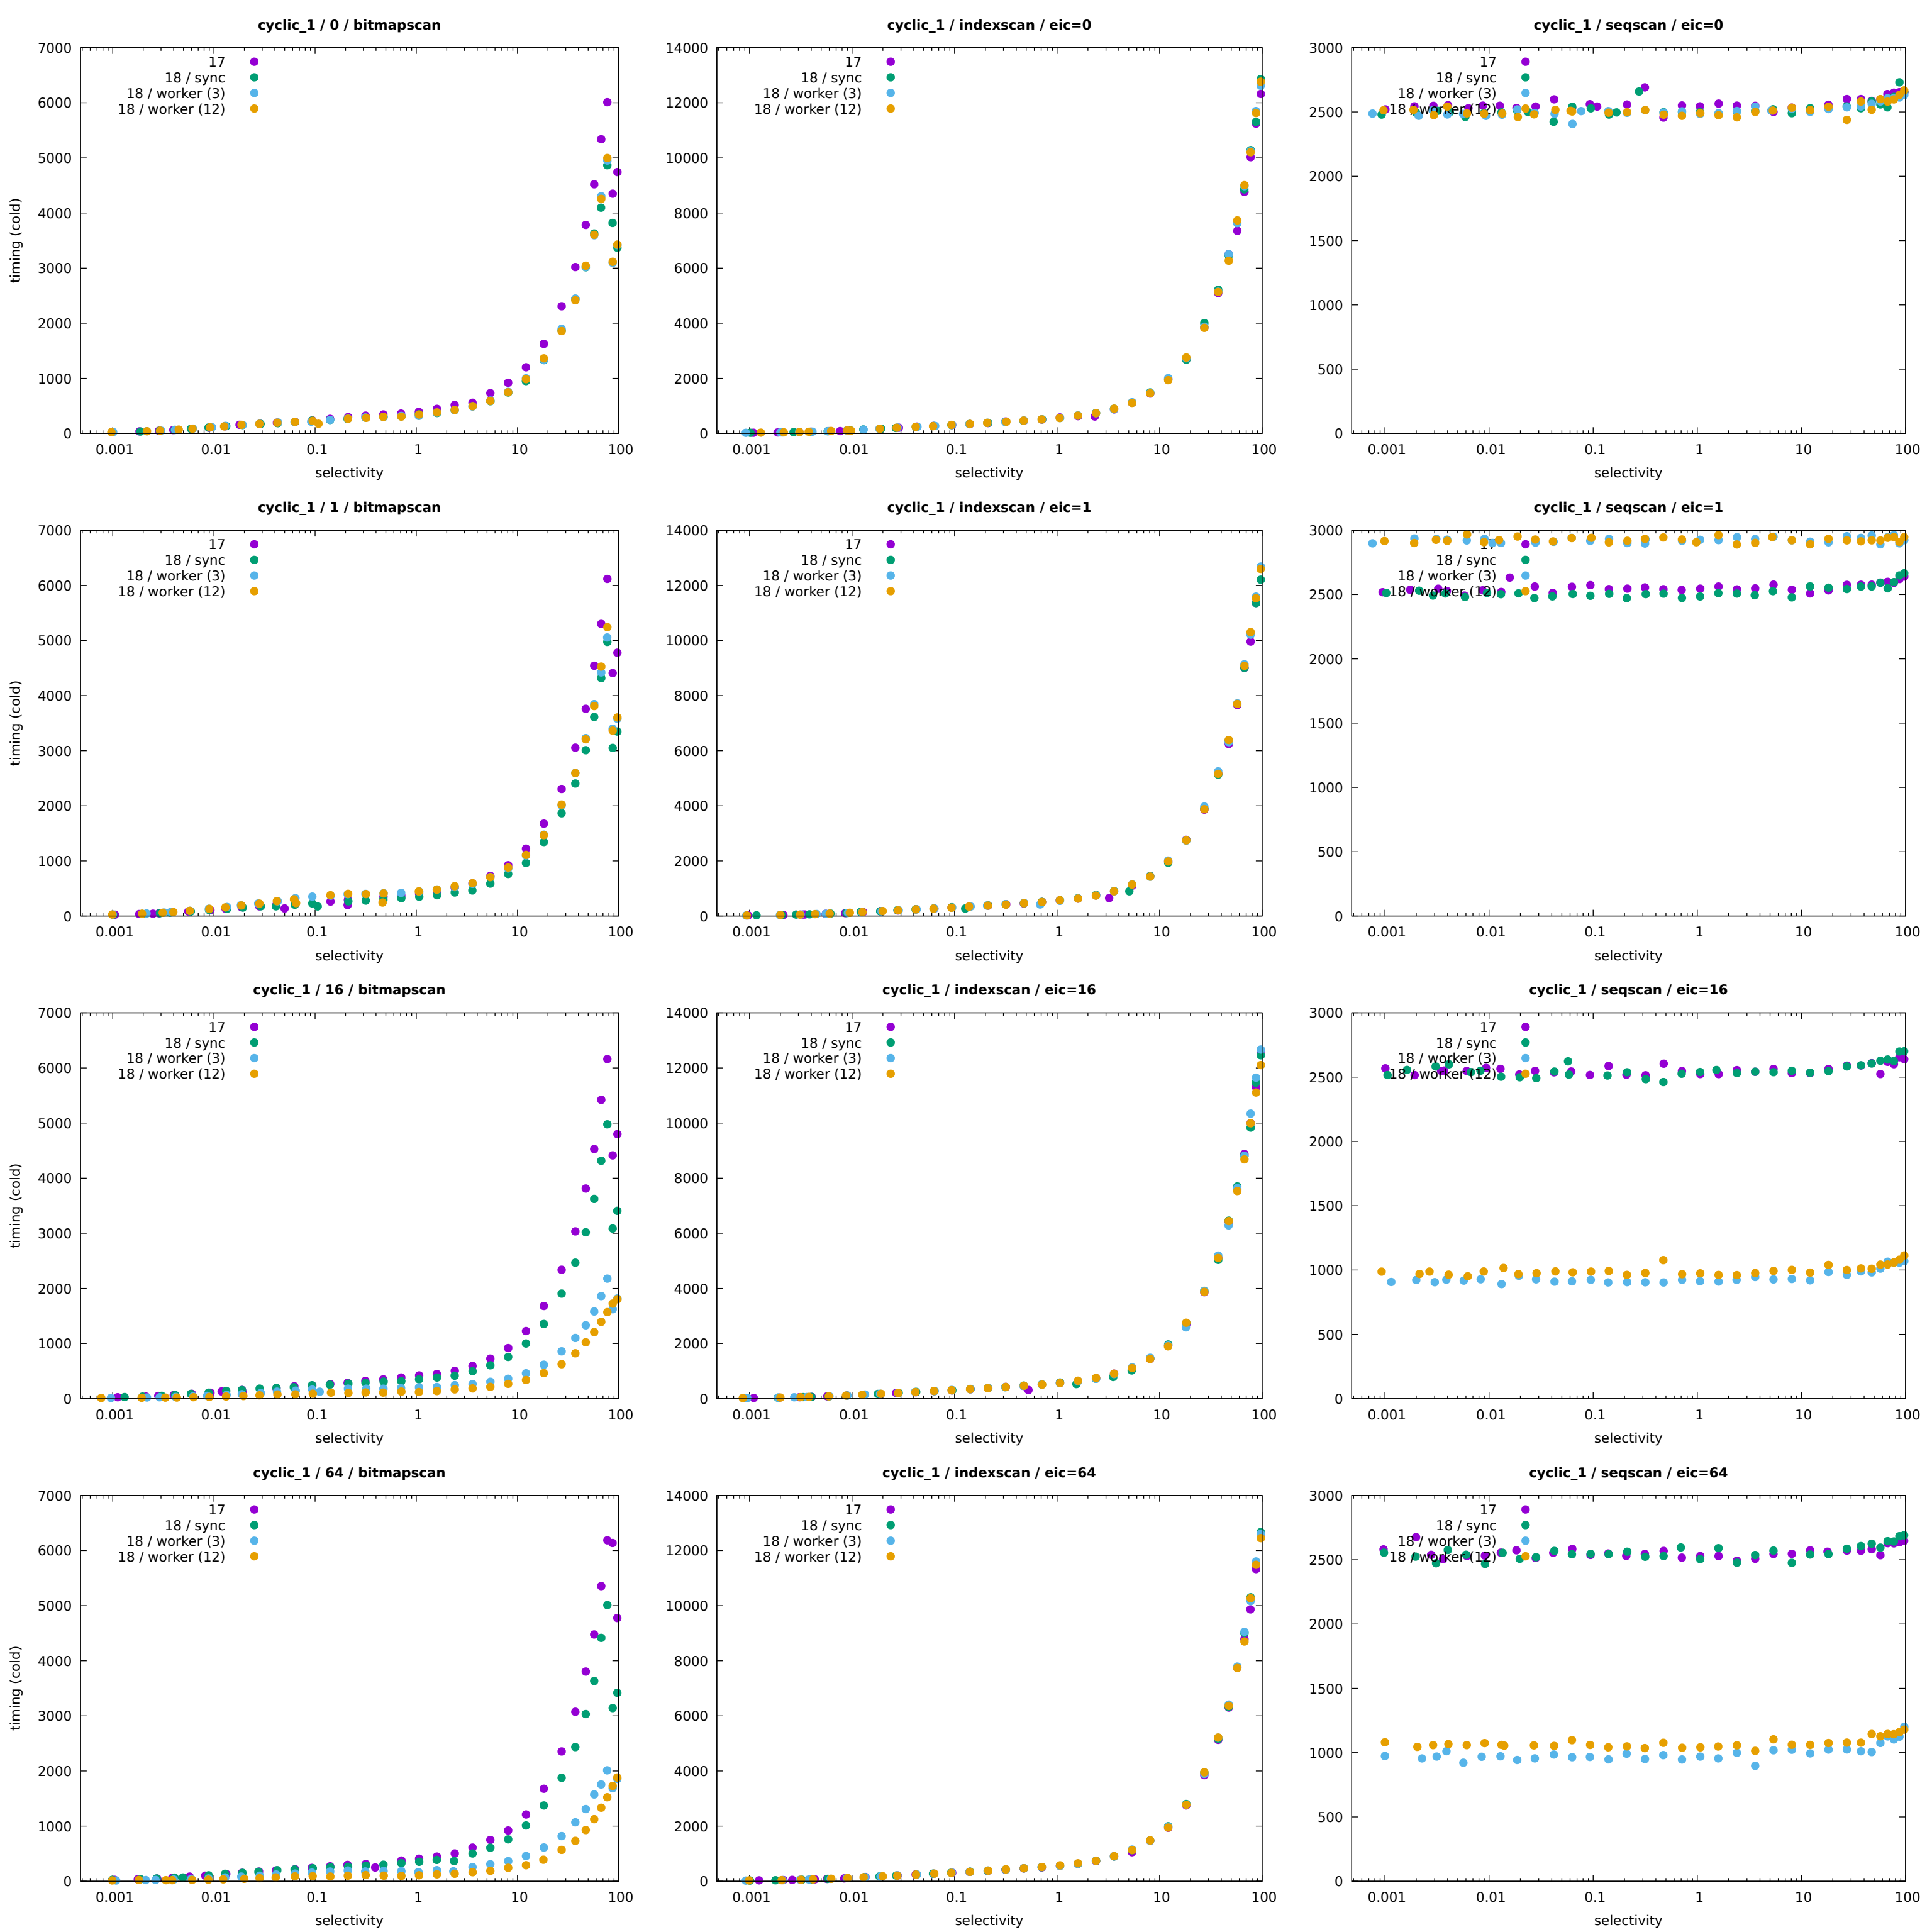 cyclic_1 / 0 / bitmapscan
timing (cold)
7000
6000
5000
4000
3000
2000
1000
0
17
18 / sync
18 / worker (3)
18 / worker (12)
0.001 0.01 0.1 1 10 100
selectivity
cyclic_1 / indexscan / eic=0
14000
12000
10000
8000
6000
4000
2000
0
17
18 / sync
18 / worker (3)
18 / worker (12)
0.001 0.01 0.1 1 10 100
selectivity
cyclic_1 / seqscan / eic=0
3000
2500
2000
1500
1000
500
0
17
18 / sync
18 / worker (3)
18 / worker (12)
0.001 0.01 0.1 1 10 100
selectivity
cyclic_1 / 1 / bitmapscan
timing (cold)
7000
6000
5000
4000
3000
2000
1000
0
17
18 / sync
18 / worker (3)
18 / worker (12)
0.001 0.01 0.1 1 10 100
selectivity
cyclic_1 / indexscan / eic=1
14000
12000
10000
8000
6000
4000
2000
0
17
18 / sync
18 / worker (3)
18 / worker (12)
0.001 0.01 0.1 1 10 100
selectivity
cyclic_1 / seqscan / eic=1
3000
2500
2000
1500
1000
500
0
17
18 / sync
18 / worker (3)
18 / worker (12)
0.001 0.01 0.1 1 10 100
selectivity
cyclic_1 / 16 / bitmapscan
timing (cold)
7000
6000
5000
4000
3000
2000
1000
0
17
18 / sync
18 / worker (3)
18 / worker (12)
0.001 0.01 0.1 1 10 100
selectivity
cyclic_1 / indexscan / eic=16
14000
12000
10000
8000
6000
4000
2000
0
17
18 / sync
18 / worker (3)
18 / worker (12)
0.001 0.01 0.1 1 10 100
selectivity
cyclic_1 / seqscan / eic=16
3000
2500
2000
1500
1000
500
0
17
18 / sync
18 / worker (3)
18 / worker (12)
0.001 0.01 0.1 1 10 100
selectivity
cyclic_1 / 64 / bitmapscan
timing (cold)
7000
6000
5000
4000
3000
2000
1000
0
17
18 / sync
18 / worker (3)
18 / worker (12)
0.001 0.01 0.1 1 10 100
selectivity
cyclic_1 / indexscan / eic=64
14000
12000
10000
8000
6000
4000
2000
0
17
18 / sync
18 / worker (3)
18 / worker (12)
0.001 0.01 0.1 1 10 100
selectivity
cyclic_1 / seqscan / eic=64
3000
2500
2000
1500
1000
500
0
17
18 / sync
18 / worker (3)
18 / worker (12)
0.001 0.01 0.1 1 10 100
selectivity